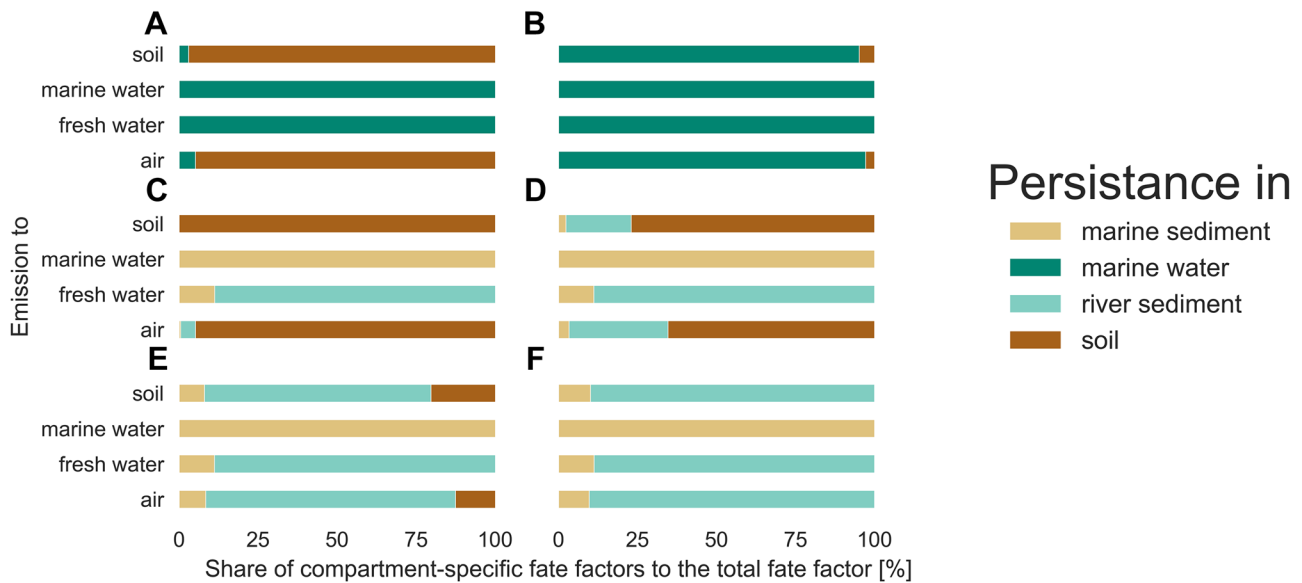 A
B
soil
marine water
fresh water
air
C
D
soil
marine water
fresh water
air
E
F
soil
marine water
fresh water
air
0 25 50 75 100
0 25 50 75 100
Share of compartment-specific fate factors to the total fate factor [%]
Emission to
Persistance in
marine sediment
marine water
river sediment
soil